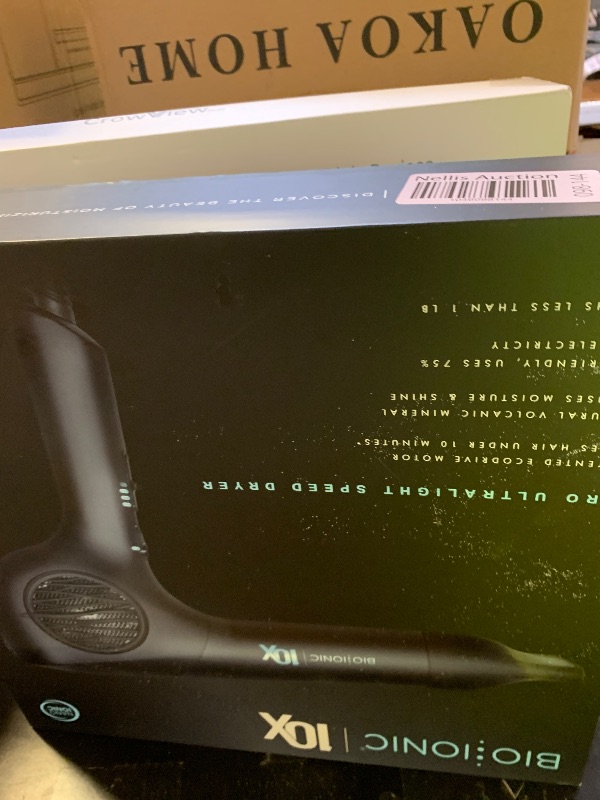 OAKOA HOME
CrowView
Nellis Auction
DISCOVER THE BEAUTY OF
BIO IONIC | 10X
BIO IONIC | 10X
RO ULTRALIGHT SPEED DRYER
ENTED ECODRIVE MOTOR
ES HAIR UNDER 10 MINUTES*
URAL VOLCANIC MINERAL
SES MOISTURE & SHINE
RIENDLY, USES 75%
ELECTRICITY
HS LESS THAN 1 LB